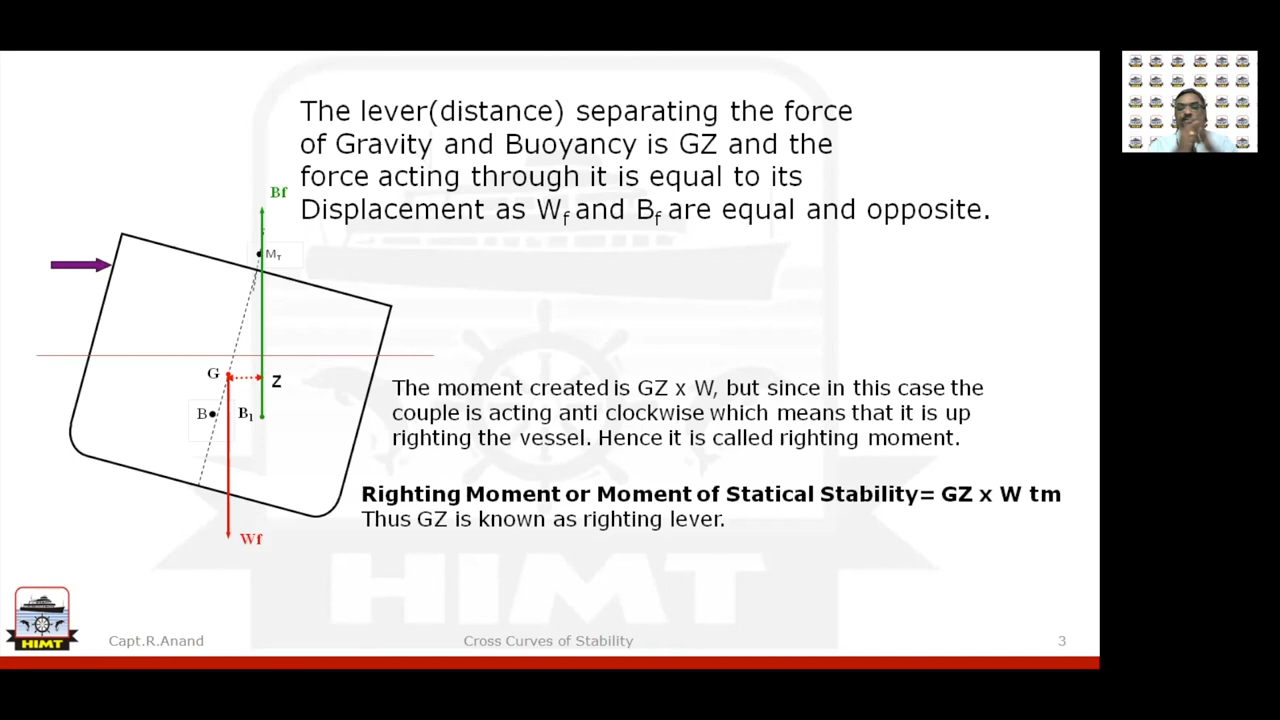 The lever(distance) separating the force
of Gravity and Buoyancy is GZ and the
force acting through it is equal to its
Displacement as Wf and Bf are equal and opposite.
Bf
MT
G
Z
B
B1
Wf
The moment created is GZ x W, but since in this case the
couple is acting anti clockwise which means that it is up
righting the vessel. Hence it is called righting moment.
Righting Moment or Moment of Statical Stability= GZ x W tm
Thus GZ is known as righting lever.
HIMT
HIMT
Capt.R.Anand
Cross Curves of Stability
3